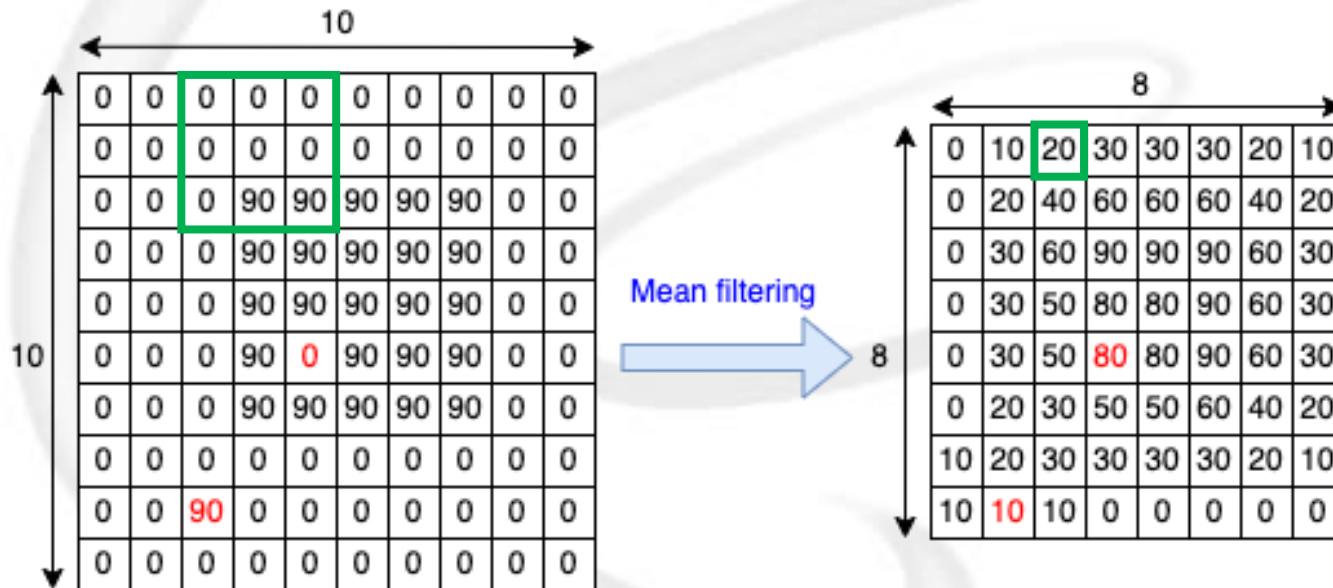 10
10
0 0 0 0 0 0 0 0 0 0
0 0 0 0 0 0 0 0 0 0
0 0 0 90 90 90 90 90 0 0
0 0 0 90 90 90 90 90 0 0
0 0 0 90 90 90 90 90 0 0
0 0 0 90 0 90 90 90 0 0
0 0 0 90 90 90 90 90 0 0
0 0 0 0 0 0 0 0 0 0
0 0 90 0 0 0 0 0 0 0
0 0 0 0 0 0 0 0 0 0
Mean filtering
8
8
0 10 20 30 30 30 20 10
0 20 40 60 60 60 40 20
0 30 60 90 90 90 60 30
0 30 50 80 80 90 60 30
0 30 50 80 80 90 60 30
0 20 30 50 50 60 40 20
10 20 30 30 30 30 20 10
10 10 10 0 0 0 0 0